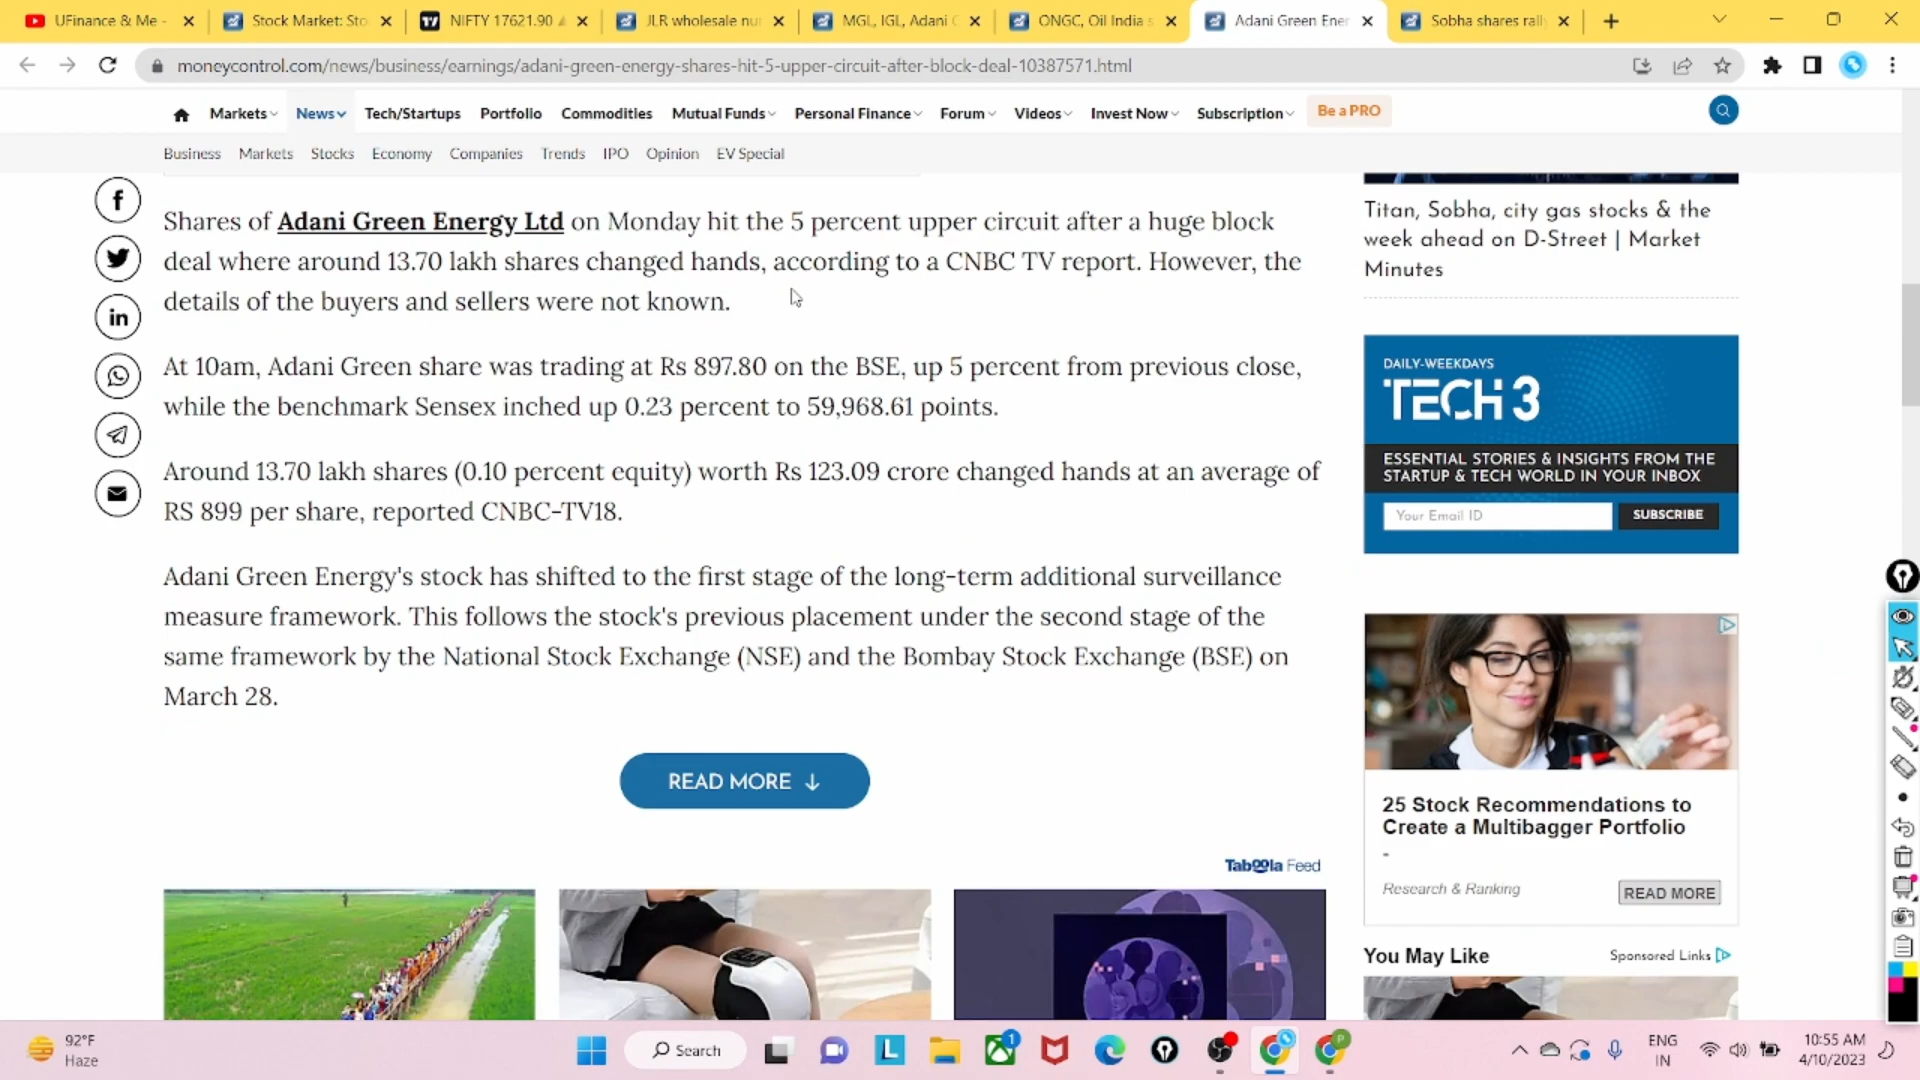 UFinance & Me -
Stock Market: Sto
NIFTY 17621.90
JLR wholesale nu
MGL, IGL, Adani
ONGC, Oil India s
Adani Green Ener
Sobha shares rall
moneycontrol.com/news/business/earnings/adani-green-energy-shares-hit-5-upper-circuit-after-block-deal-10387571.html
Markets News Tech/Startups Portfolio Commodities Mutual Funds Personal Finance Forum Videos Invest Now Subscription Be a PRO
Business Markets Stocks Economy Companies Trends IPO Opinion EV Special
Shares of Adani Green Energy Ltd on Monday hit the 5 percent upper circuit after a huge block
deal where around 13.70 lakh shares changed hands, according to a CNBC TV report. However, the
details of the buyers and sellers were not known.
At 10am, Adani Green share was trading at Rs 897.80 on the BSE, up 5 percent from previous close,
while the benchmark Sensex inched up 0.23 percent to 59,968.61 points.
Around 13.70 lakh shares (0.10 percent equity) worth Rs 123.09 crore changed hands at an average of
RS 899 per share, reported CNBC-TV18.
Adani Green Energy's stock has shifted to the first stage of the long-term additional surveillance
measure framework. This follows the stock's previous placement under the second stage of the
same framework by the National Stock Exchange (NSE) and the Bombay Stock Exchange (BSE) on
March 28.
READ MORE ↓
Taboola Feed
Titan, Sobha, city gas stocks & the
week ahead on D-Street | Market
Minutes
DAILY-WEEKDAYS
TECH 3
ESSENTIAL STORIES & INSIGHTS FROM THE
STARTUP & TECH WORLD IN YOUR INBOX
Your Email ID
SUBSCRIBE
25 Stock Recommendations to
Create a Multibagger Portfolio
-
Research & Ranking
READ MORE
You May Like
Sponsored Links
92°F
Haze
Search
1
P
ENG
IN
10:55 AM
4/10/2023